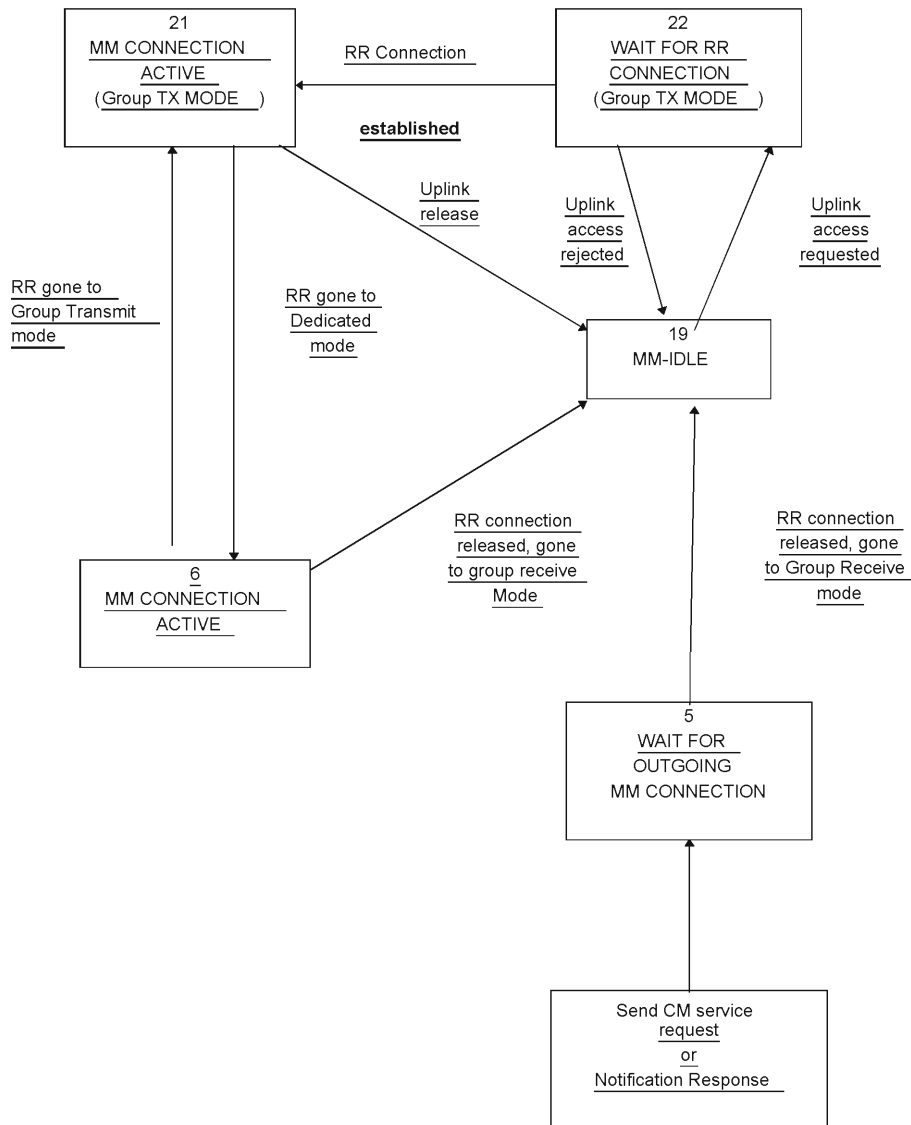 21
MM CONNECTION
ACTIVE
(Group TX MODE )
22
WAIT FOR RR
CONNECTION
(Group TX MODE )
RR Connection
established
Uplink
release
Uplink
access
rejected
Uplink
access
requested
RR gone to
Group Transmit
mode
RR gone to
Dedicated
mode
19
MM-IDLE
RR connection
released, gone
to group receive
Mode
RR connection
released, gone
to Group Receive
mode
6
MM CONNECTION
ACTIVE
5
WAIT FOR
OUTGOING
MM CONNECTION
Send CM service
request
or
Notification Response